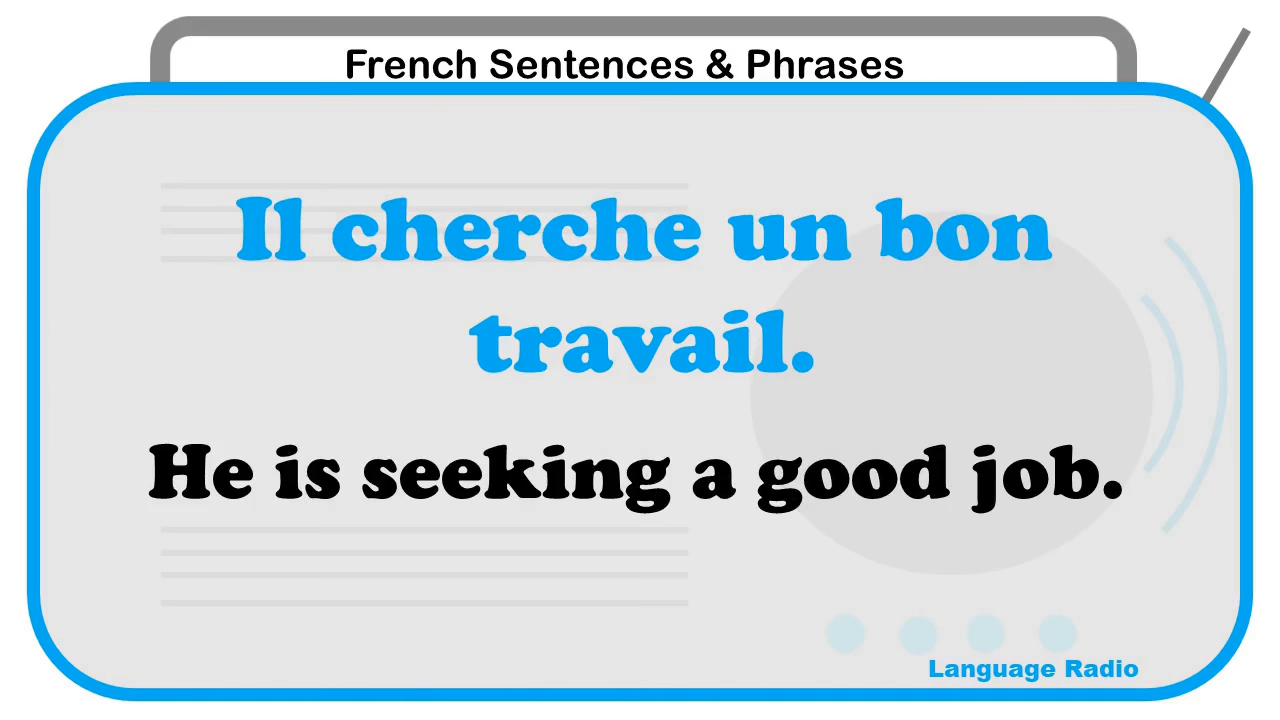 French Sentences & Phrases
Il cherche un bon
travail.
He is seeking a good job.
Language Radio